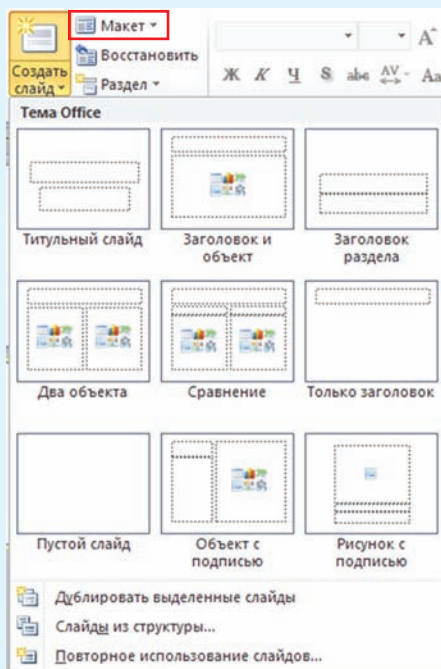 Макет
Восстановить
Создать слайд
Раздел
Ж К Ч S abc AV Aa
A
Тема Office
Титульный слайд
Заголовок и объект
Заголовок раздела
Два объекта
Сравнение
Только заголовок
Пустой слайд
Объект с подписью
Рисунок с подписью
Дублировать выделенные слайды
Слайды из структуры...
Повторное использование слайдов...